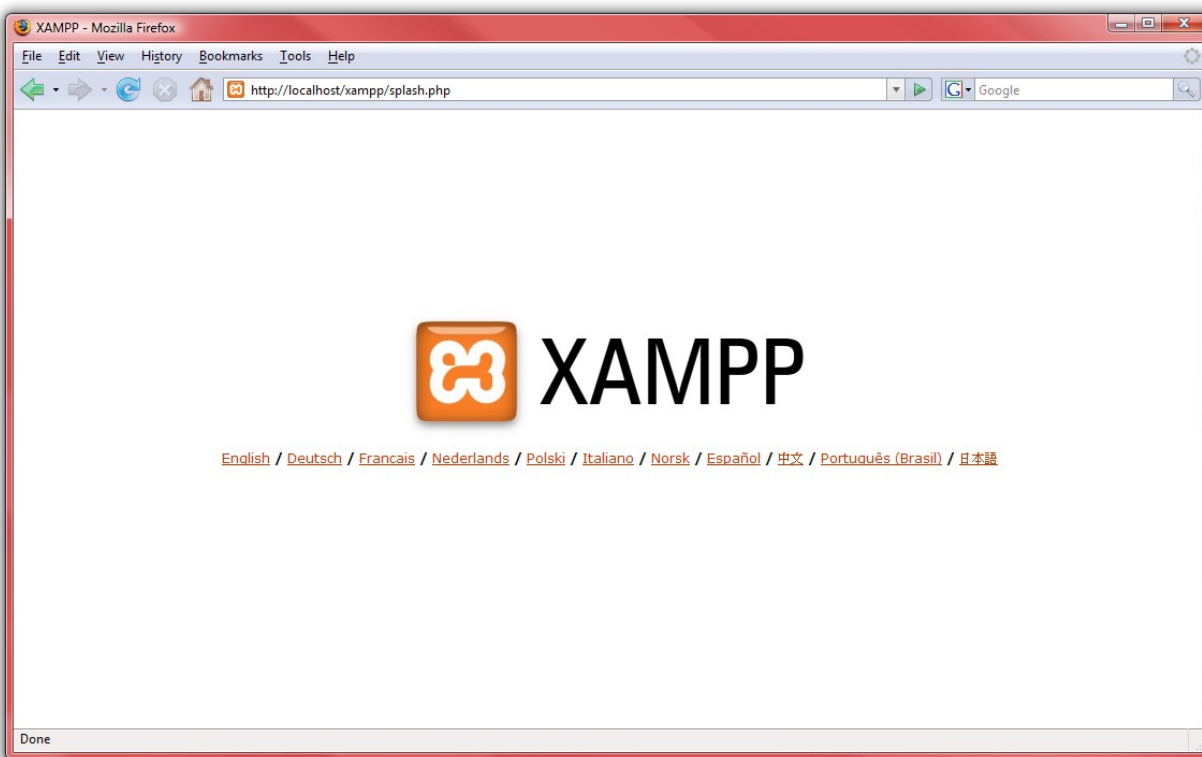 XAMPP - Mozilla Firefox
File Edit View History Bookmarks Tools Help
http://localhost/xampp/splash.php G Google
XAMPP
English / Deutsch / Francais / Nederlands / Polski / Italiano / Norsk / Español / 中文 / Português (Brasil) / 日本語
Done